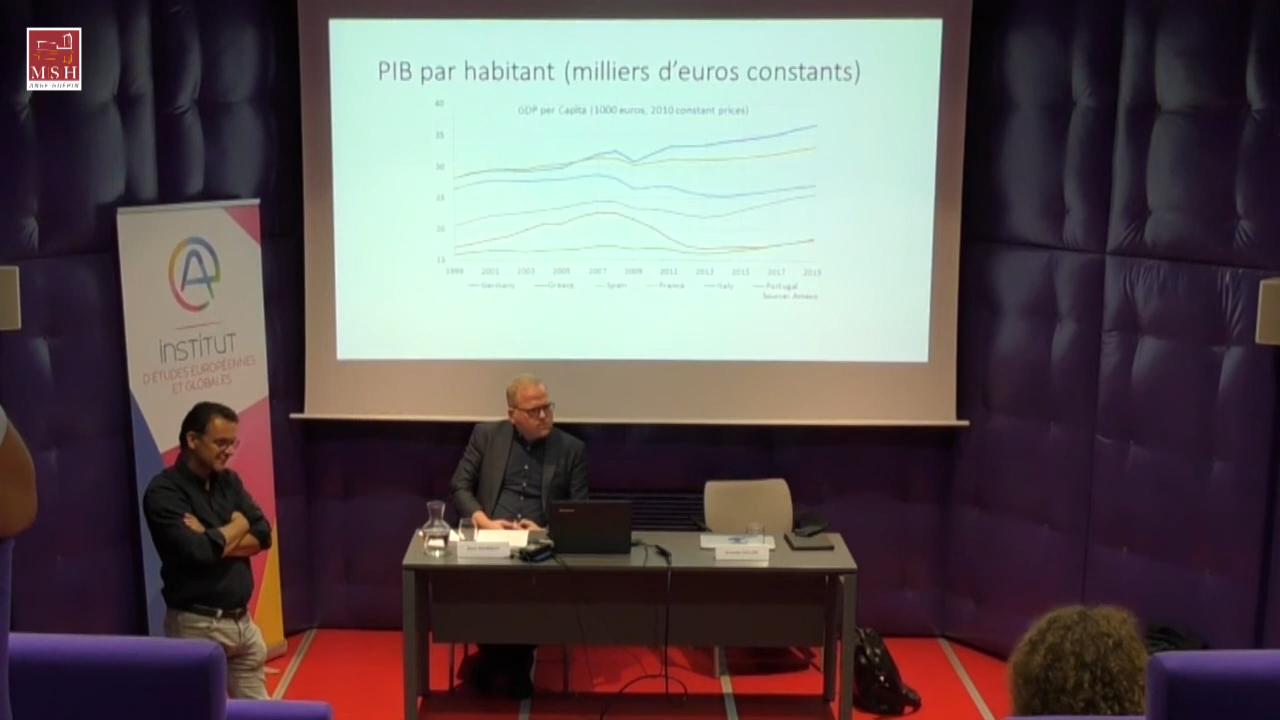 MSH
ANGE-GUÉPIN
PIB par habitant (milliers d'euros constants)
GDP per Capita (1000 euros, 2010 constant prices)
40
35
30
25
20
15
1999 2001 2003 2005 2007 2009 2011 2013 2015 2017 2019
Germany Greece Spain France Italy Portugal
Source: Ameco
INSTITUT
D'ÉTUDES EUROPÉENNES
ET GLOBALES